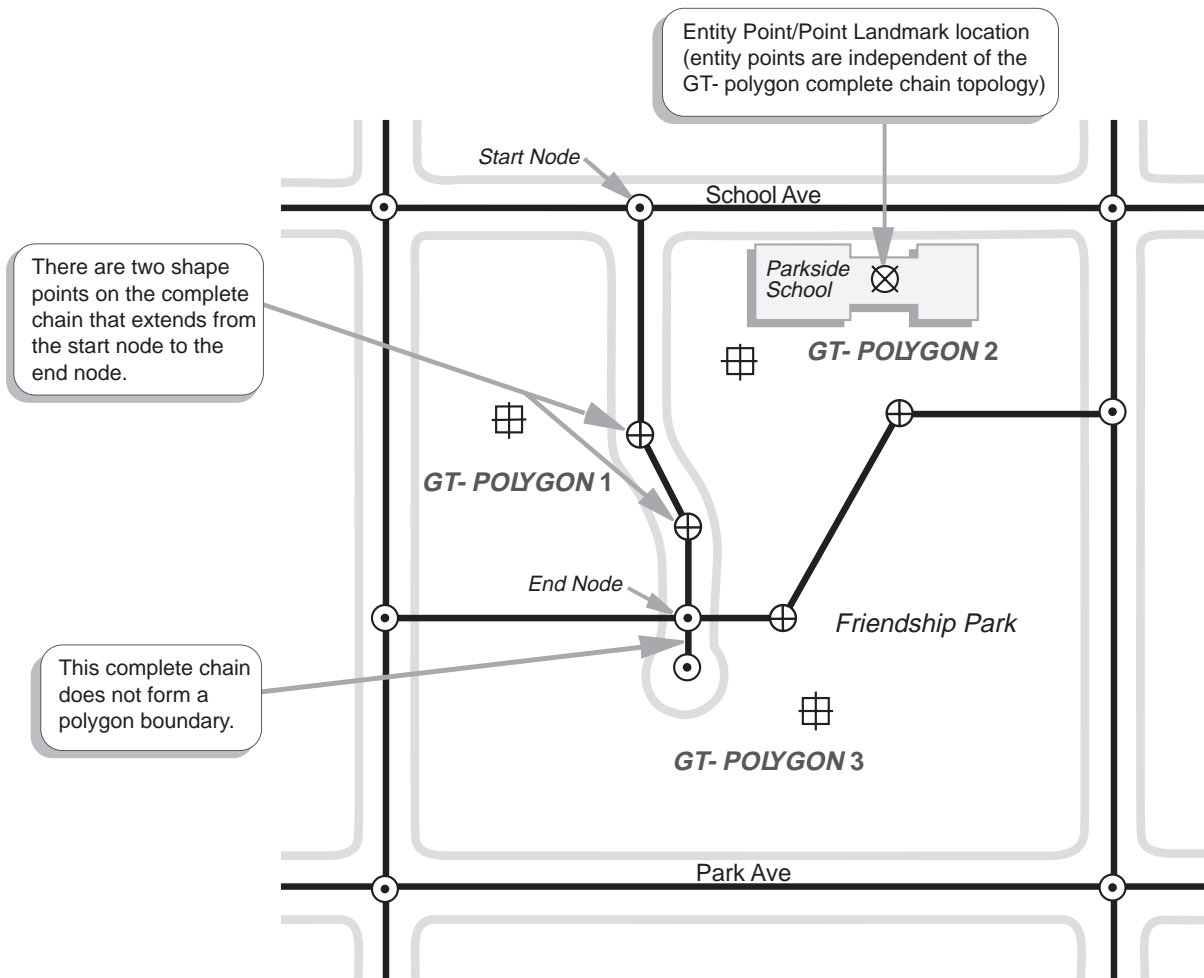 Entity Point/Point Landmark location
(entity points are independent of the
GT- polygon complete chain topology)
Start Node
School Ave
There are two shape
points on the complete
chain that extends from
the start node to the
end node.
Parkside
School
GT- POLYGON 2
GT- POLYGON 1
End Node
Friendship Park
This complete chain
does not form a
polygon boundary.
GT- POLYGON 3
Park Ave